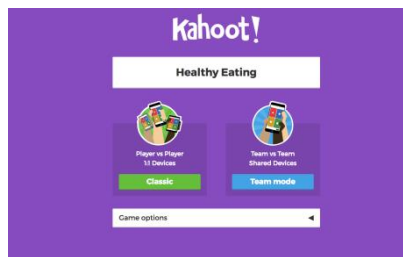 Kahoot!
Healthy Eating
Player vs Player
1:1 Devices
Classic
Team vs Team
Shared Devices
Team mode
Game options